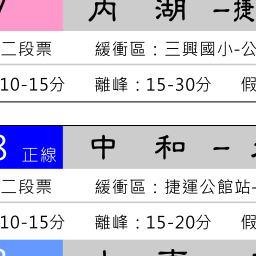 內 湖 －捷
二段票 緩衝區：三興國小-公
10-15分 離峰：15-30分 假
8 正線 中 和 －
二段票 緩衝區：捷運公館站-
10-15分 離峰：15-20分 假